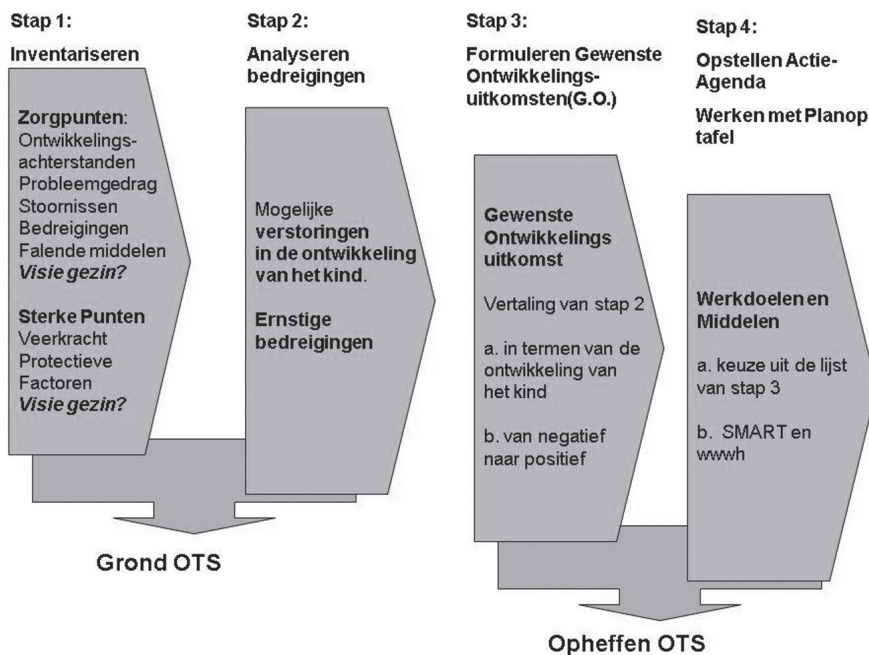 Stap 1:
Inventariseren
Zorgpunten:
Ontwikkelings-
achterstanden
Probleemgedrag
Stoornissen
Bedreigingen
Falende middelen
Visie gezin?
Sterke Punten
Veerkracht
Protectieve
Factoren
Visie gezin?
Stap 2:
Analyseren
bedreigingen
Mogelijke
verstoringen
in de ontwikkeling
van het kind.
Ernstige
bedreigingen
Grond OTS
Stap 3:
Formuleren Gewenste
Ontwikkelings-
uitkomsten(G.O.)
Gewenste
Ontwikkelings
uitkomst
Vertaling van stap 2
a. in termen van de
ontwikkeling van
het kind
b. van negatief
naar positief
Stap 4:
Opstellen Actie-
Agenda
Werken met Planop
tafel
Werkdoelen en
Middelen
a. keuze uit de lijst
van stap 3
b. SMART en
wwwh
Opheffen OTS